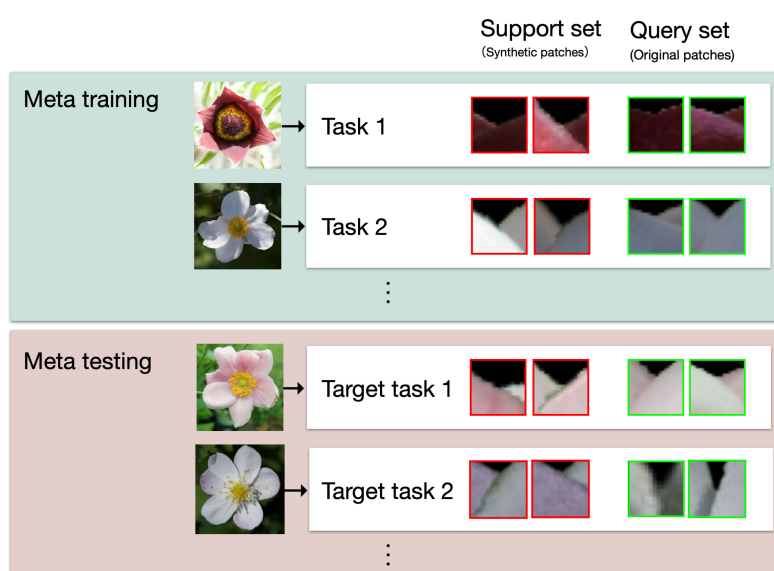 Support set
Query set
(Synthetic patches)
(Original patches)
Meta training
Task 1
Task 2
Meta testing
Target task 1
Target task 2